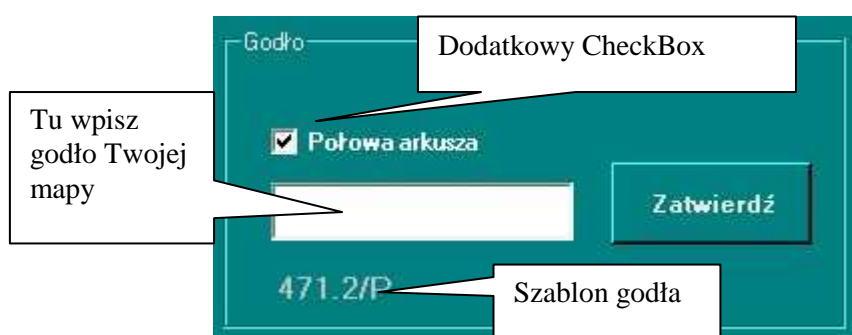 Godło
Dodatkowy CheckBox
Tu wpisz
godło Twojej
mapy
Połowa arkusza
Zatwierdź
471.2/P
Szablon godła